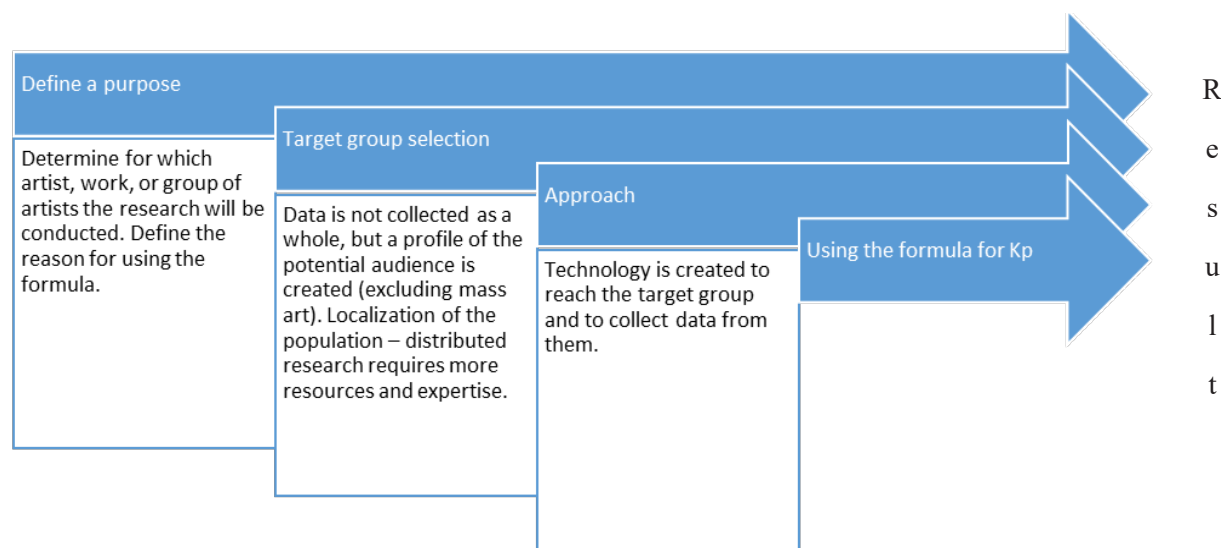 Define a purpose
Determine for which
artist, work, or group of
artists the research will be
conducted. Define the
reason for using the
formula.
Target group selection
Data is not collected as a
whole, but a profile of the
potential audience is
created (excluding mass
art). Localization of the
population – distributed
research requires more
resources and expertise.
Approach
Technology is created to
reach the target group
and to collect data from
them.
Using the formula for Kp
R
e
s
u
l
t